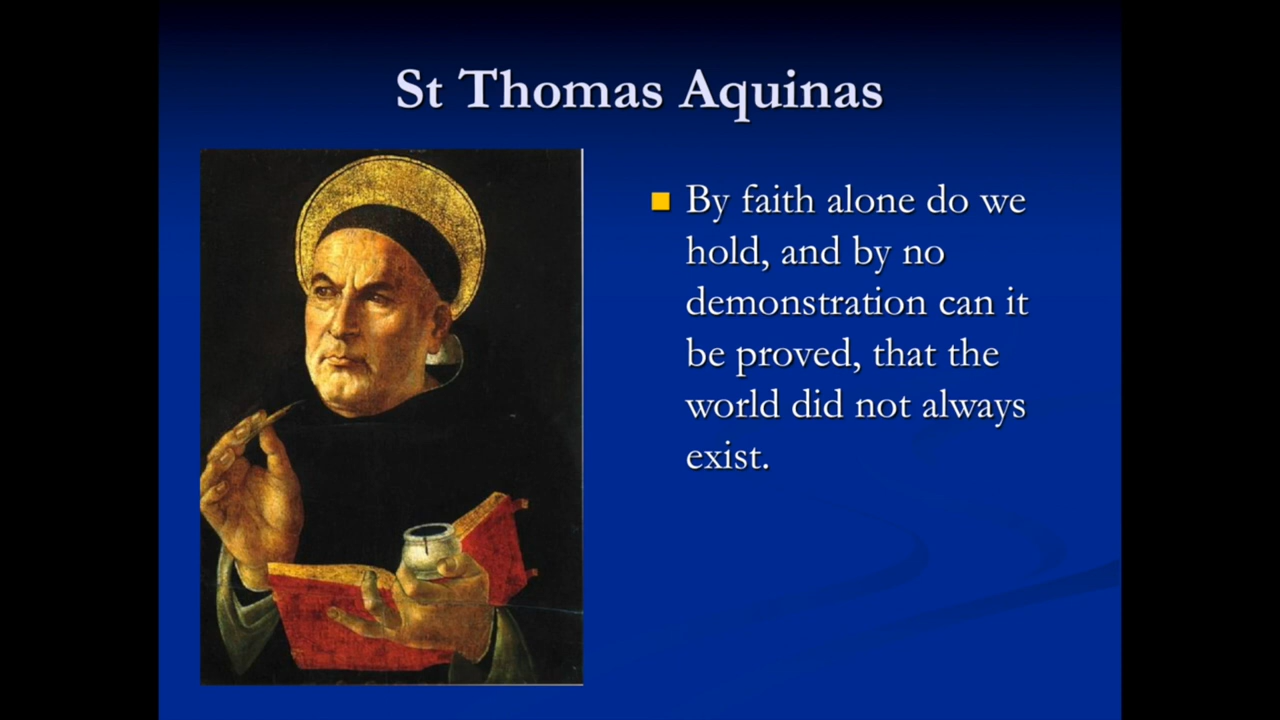 St Thomas Aquinas
By faith alone do we
hold, and by no
demonstration can it
be proved, that the
world did not always
exist.